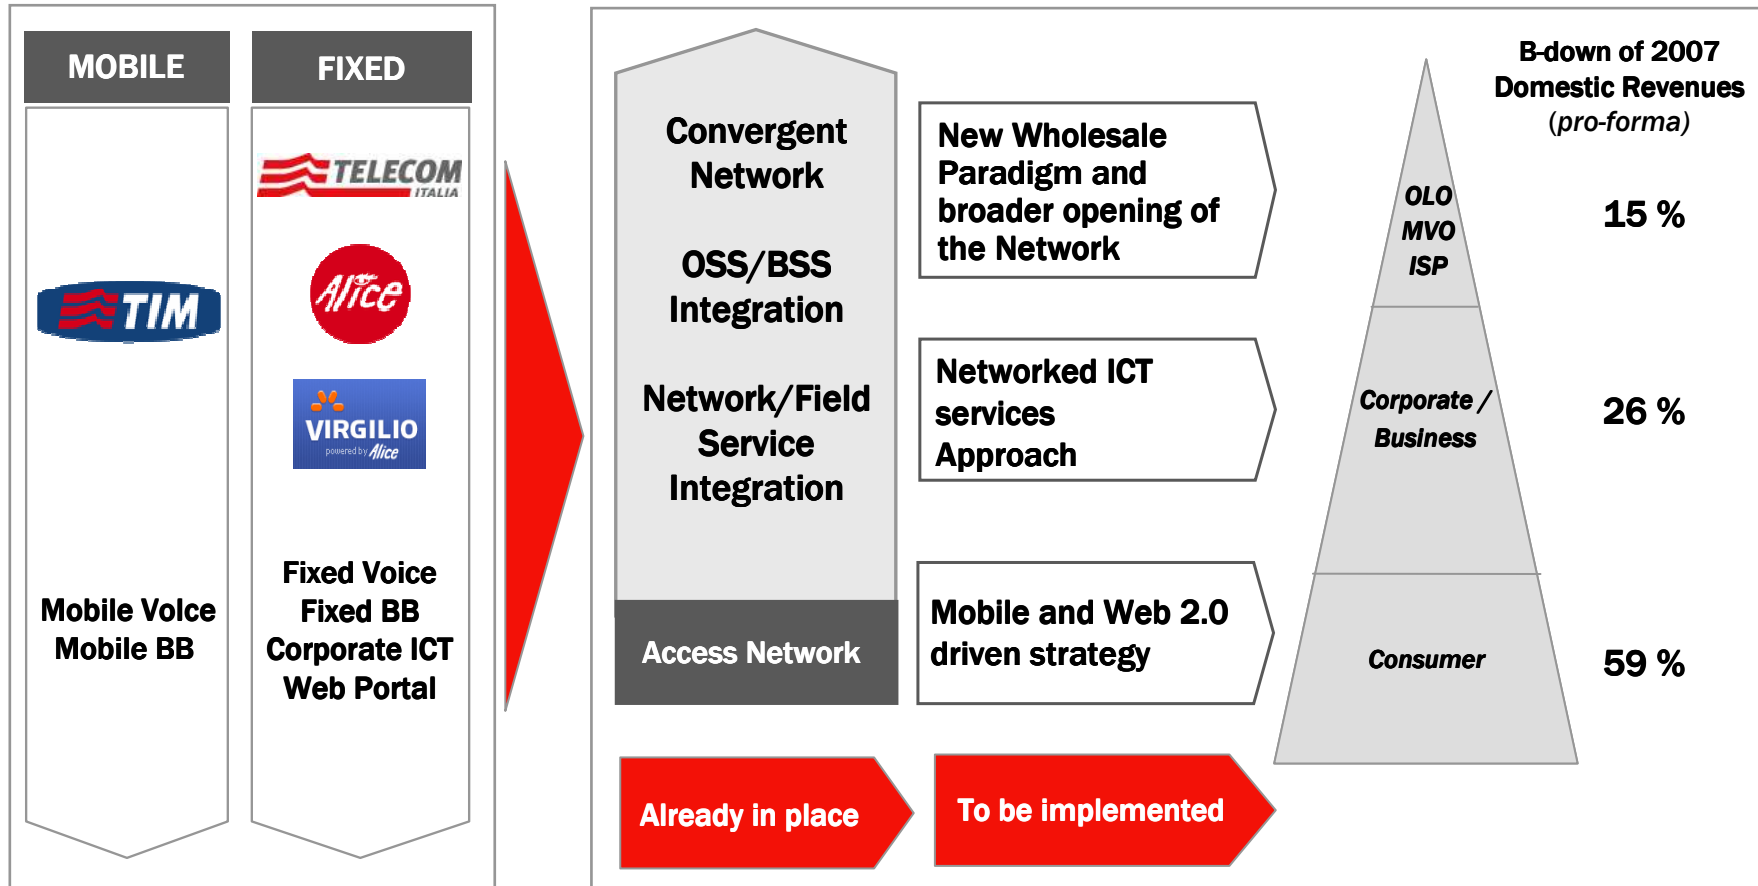 MOBILE
TIM
Mobile Volce
Mobile BB
FIXED
TELECOM
ITALIA
Alice
VIRGILIO
powered by Alice
Fixed Voice
Fixed BB
Corporate ICT
Web Portal
Convergent
Network
OSS/BSS
Integration
Network/Field
Service
Integration
Access Network
Already in place
New Wholesale
Paradigm and
broader opening of
the Network
Networked ICT
services
Approach
Mobile and Web 2.0
driven strategy
To be implemented
OLO
MVO
ISP
Corporate /
Business
Consumer
B-down of 2007
Domestic Revenues
(pro-forma)
15 %
26 %
59 %